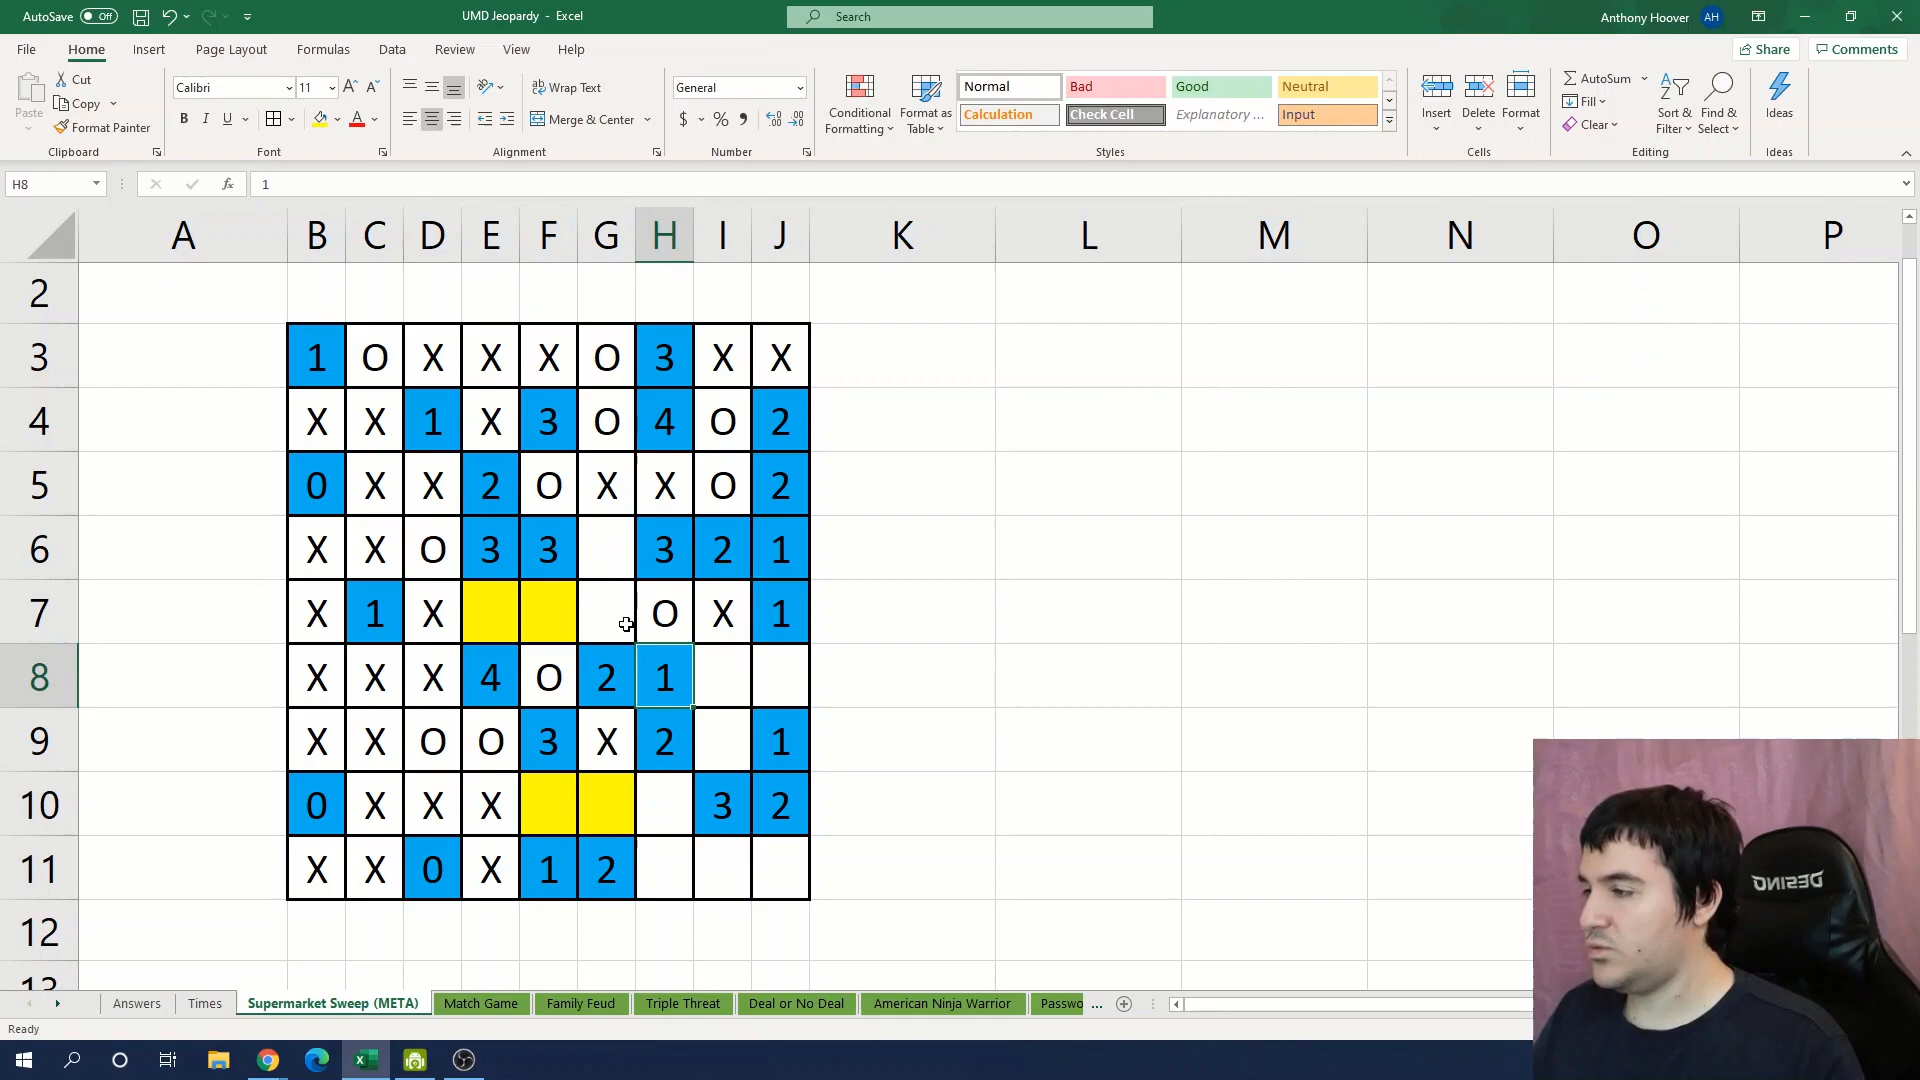 AutoSave Off UMD Jeopardy - Excel Search Anthony Hoover AH
File Home Insert Page Layout Formulas Data Review View Help Share Comments
Paste Cut Copy Format Painter Clipboard
Calibri 11 A A B I U A Font
Wrap Text Merge & Center Alignment
General $ % Number
Conditional Formatting Format as Table Normal Bad Good Neutral Calculation Check Cell Explanatory ... Input Styles
Insert Delete Format Cells
AutoSum Fill Clear Sort & Filter Find & Select Editing
Ideas Ideas
H8 fx 1
A B C D E F G H I J K L M N O P
2
3 1 O X X X O 3 X X
4 X X 1 X 3 O 4 O 2
5 0 X X 2 O X X O 2
6 X X O 3 3 3 2 1
7 X 1 X O X 1
8 X X X 4 O 2 1
9 X X O O 3 X 2 1
10 0 X X X 3 2
11 X X 0 X 1 2
12
13
DESINO
Answers Times Supermarket Sweep (META) Match Game Family Feud Triple Threat Deal or No Deal American Ninja Warrior Passwo ...
Ready